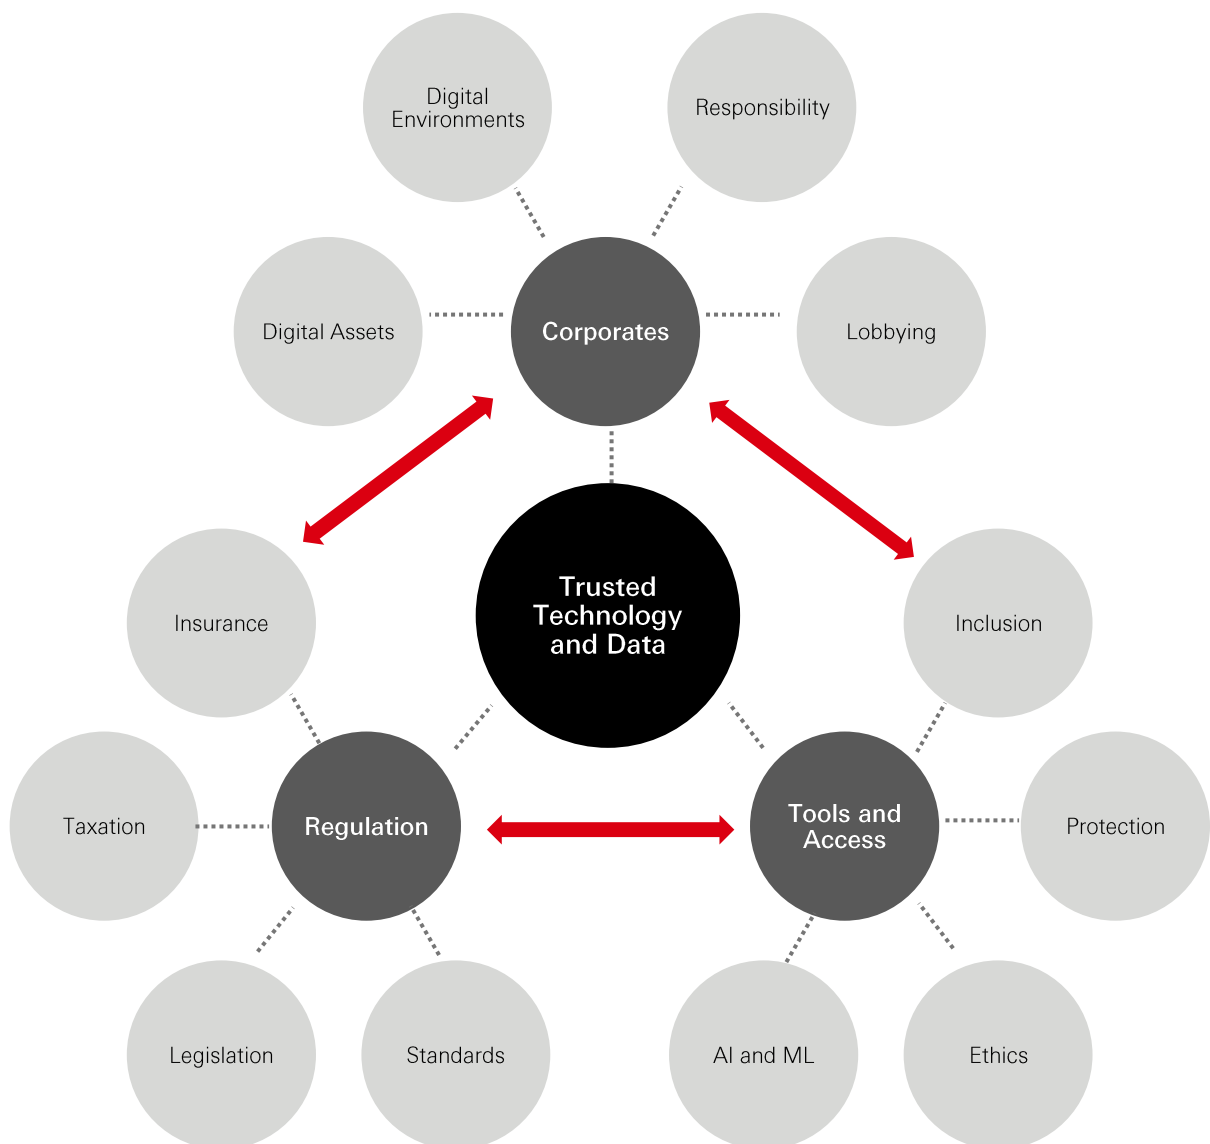 Digital
Environments
Responsibility
Digital Assets
Corporates
Lobbying
Trusted
Technology
and Data
Insurance
Inclusion
Taxation
Regulation
Tools and
Access
Protection
Legislation
Standards
AI and ML
Ethics